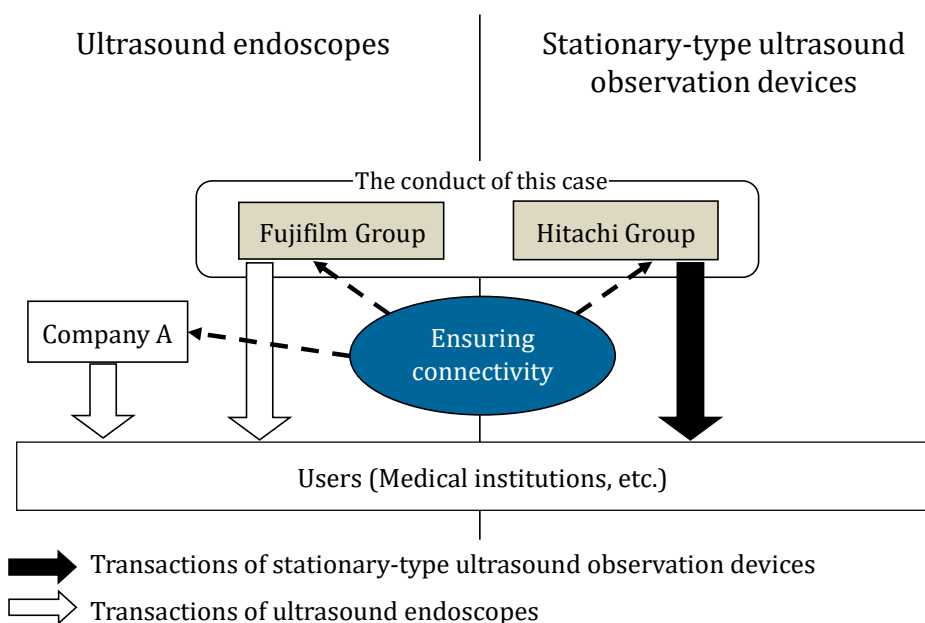 Ultrasound endoscopes
Stationary-type ultrasound
observation devices
The conduct of this case
Fujifilm Group
Hitachi Group
Company A
Ensuring
connectivity
Users (Medical institutions, etc.)
Transactions of stationary-type ultrasound observation devices
Transactions of ultrasound endoscopes